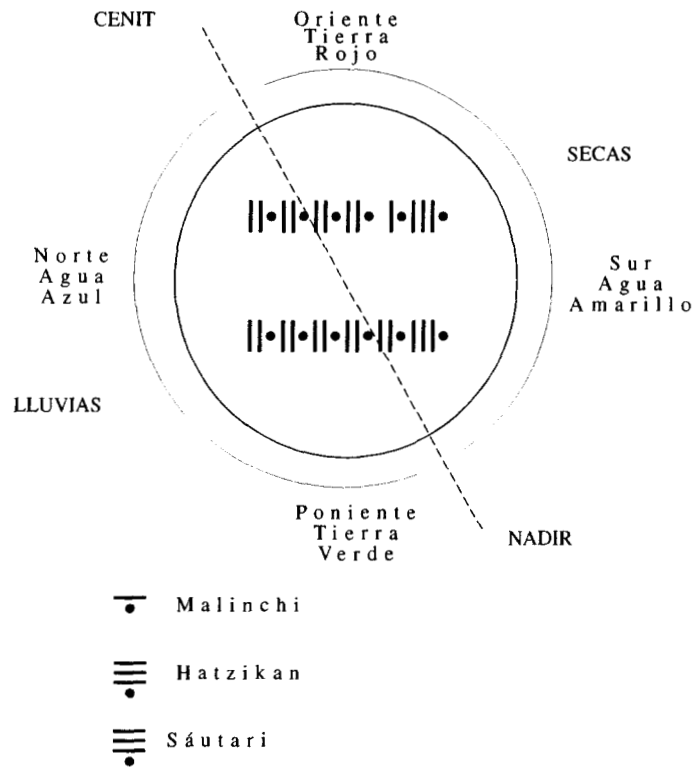 CENIT
Oriente
Tierra
Rojo
SECAS
Norte
Agua
Azul
Sur
Agua
Amarillo
LLUVIAS
Poniente
Tierra
Verde
NADIR
Malinchi
Hatzikan
Sáutari